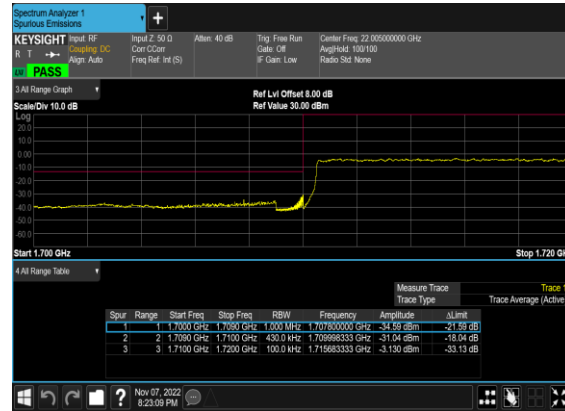 Spectrum Analyzer 1
Spurious Emissions
+
KEYSIGHT
R T
PASS
Input: RF
Coupling: DC
Align: Auto
Input Z: 50 Ω
Corr CCorr
Freq Ref: Int (S)
Atten: 40 dB
Trig: Free Run
Gate: Off
IF Gain: Low
Center Freq: 22.005000000 GHz
Avg|Hold: 100/100
Radio Std: None
3 All Range Graph
Scale/Div 10.0 dB
Ref Lvl Offset 8.00 dB
Ref Value 30.00 dBm
Log
20.0
10.0
0.00
-10.0
-20.0
-30.0
-40.0
-50.0
-60.0
Start 1.700 GHz
Stop 1.720 GH
4 All Range Table
Measure Trace Trace 1
Trace Type Trace Average (Active
Spur Range Start Freq Stop Freq RBW Frequency Amplitude ΔLimit
1 1 1.7000 GHz 1.7090 GHz 1.000 MHz 1.707800000 GHz -34.59 dBm -21.59 dB
2 2 1.7090 GHz 1.7100 GHz 430.0 kHz 1.709998333 GHz -31.04 dBm -18.04 dB
3 3 1.7100 GHz 1.7200 GHz 100.0 kHz 1.715683333 GHz -3.130 dBm -33.13 dB
?
Nov 07, 2022
8:23:09 PM